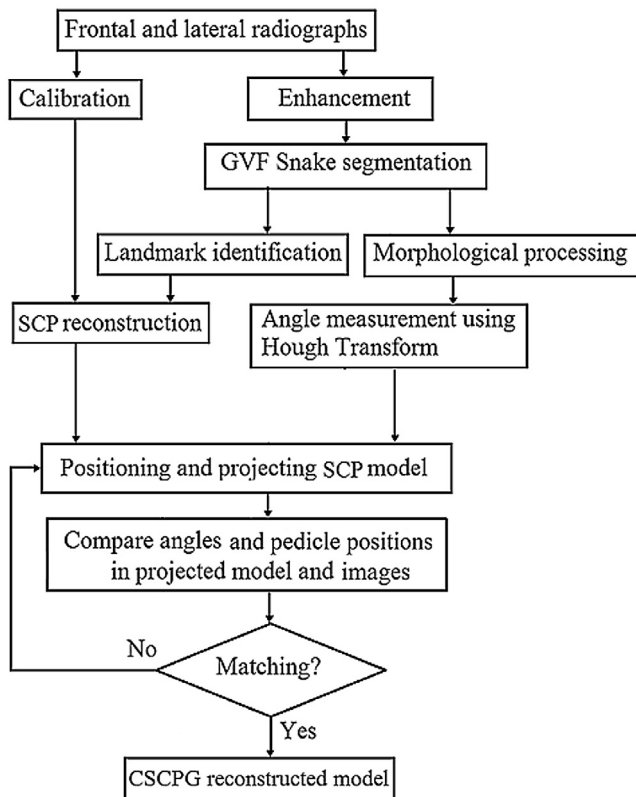 Frontal and lateral radiographs
Calibration
Enhancement
GVF Snake segmentation
Landmark identification
Morphological processing
SCP reconstruction
Angle measurement using
Hough Transform
Positioning and projecting SCP model
Compare angles and pedicle positions
in projected model and images
No
Matching?
Yes
CSCPG reconstructed model